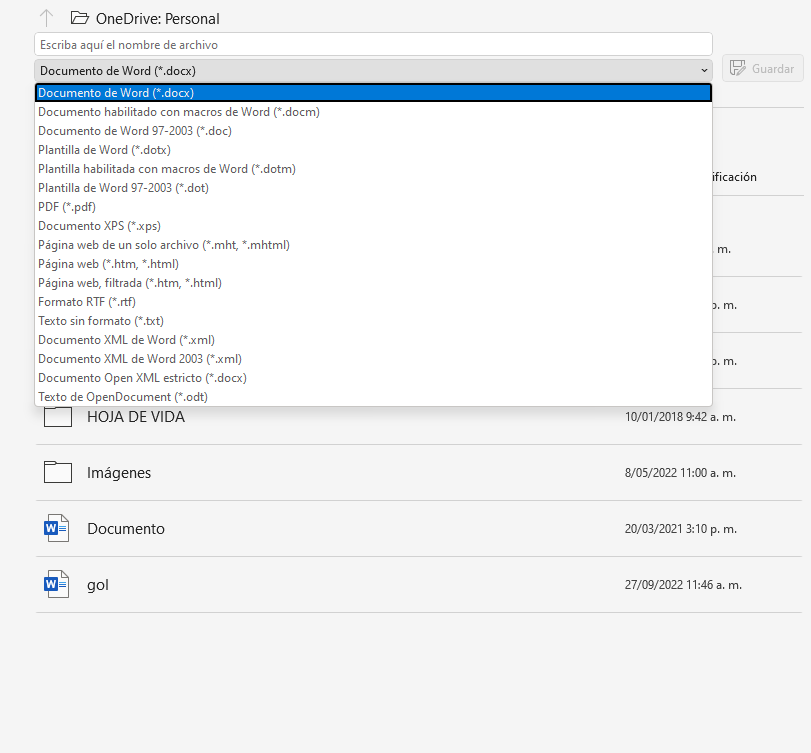 OneDrive: Personal
Escriba aquí el nombre de archivo
Documento de Word (*.docx)
Guardar
Documento de Word (*.docx)
Documento habilitado con macros de Word (*.docm)
Documento de Word 97-2003 (*.doc)
Plantilla de Word (*.dotx)
Plantilla habilitada con macros de Word (*.dotm)
ificación
Plantilla de Word 97-2003 (*.dot)
PDF (*.pdf)
Documento XPS (*.xps)
Página web de un solo archivo (*.mht, *.mhtml)
m.
Página web (*.htm, *.html)
Página web, filtrada (*.htm, *.html)
Formato RTF (*.rtf)
p. m.
Texto sin formato (*.txt)
Documento XML de Word (*.xml)
Documento XML de Word 2003 (*.xml)
p. m.
Documento Open XML estricto (*.docx)
Texto de OpenDocument (*.odt)
HOJA DE VIDA 10/01/2018 9:42 a. m.
Imágenes 8/05/2022 11:00 a. m.
Documento 20/03/2021 3:10 p. m.
gol 27/09/2022 11:46 a. m.